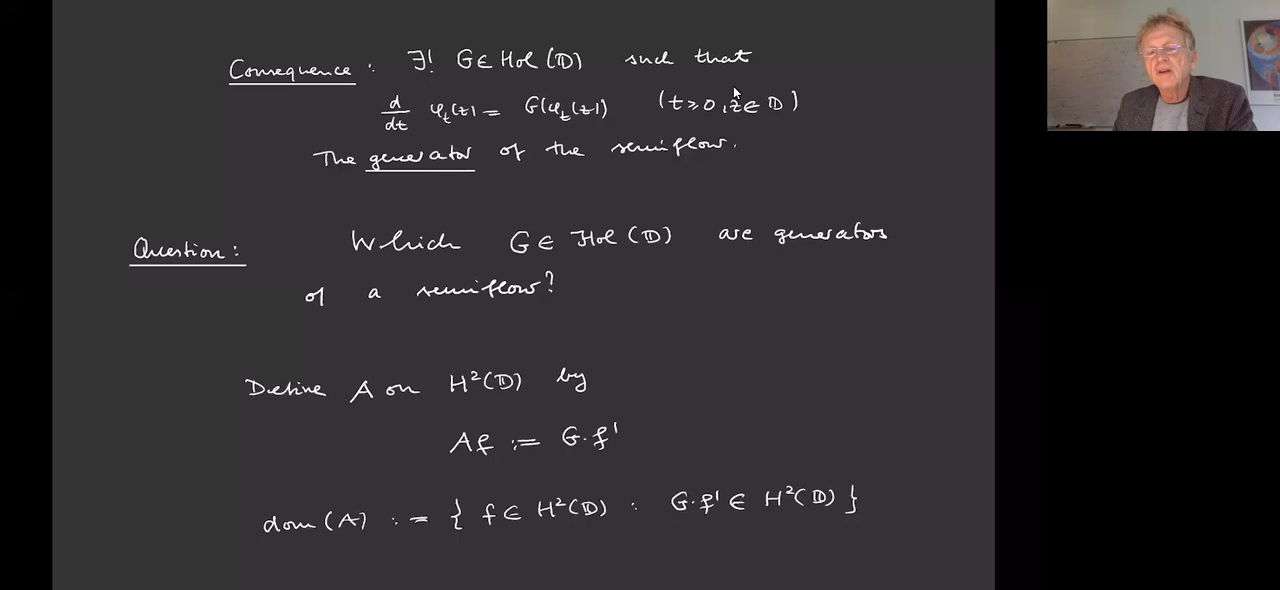 Consequence : ∃! G ∈ Hol (𝔻) such that
d/dt φ_t(z) = G(φ_t(z)) (t ≥ 0, z ∈ 𝔻)
The generator of the semiflow.
Question : Which G ∈ Hol (𝔻) are generators
of a semiflow?
Define A on H²(𝔻) by
Af := G·f'
dom (A) := { f ∈ H²(𝔻) : G·f' ∈ H²(𝔻) }